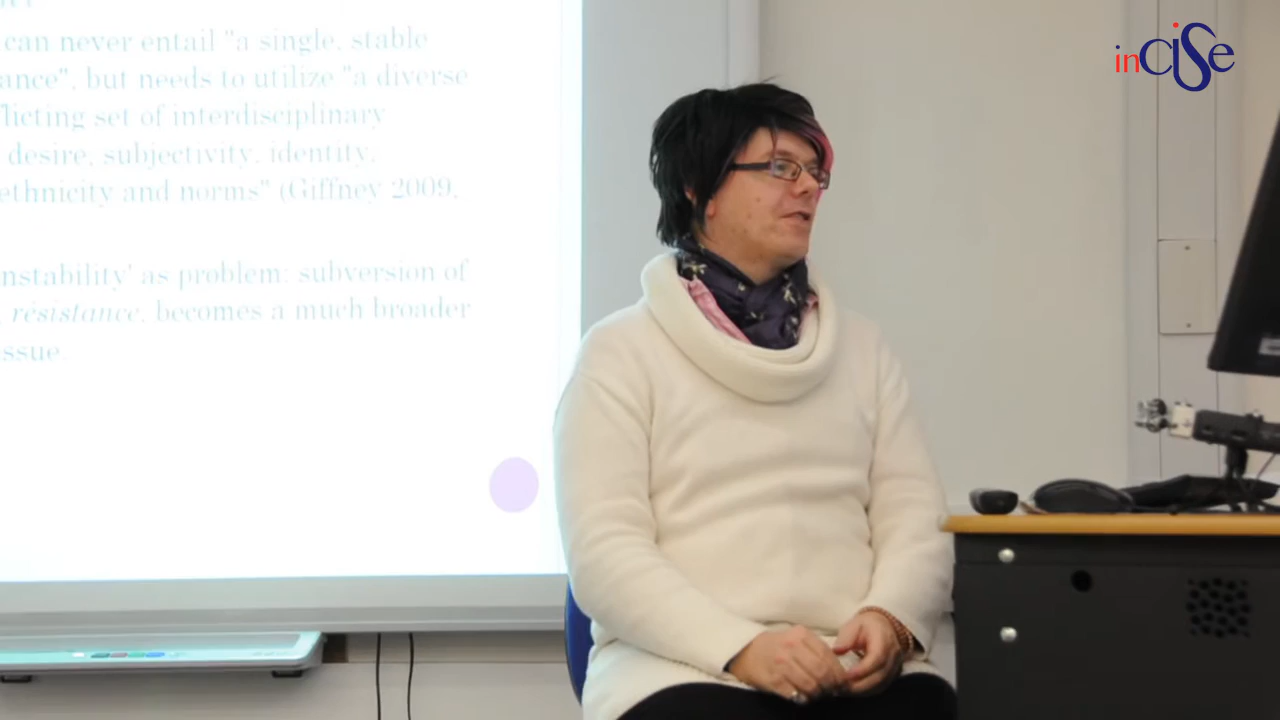 can never entail "a single, stable
ance", but needs to utilize "a diverse
flicting set of interdisciplinary
desire, subjectivity, identity,
ethnicity and norms" (Giffney 2009,
nstability' as problem: subversion of
résistance, becomes a much broader
ssue.
inCISe